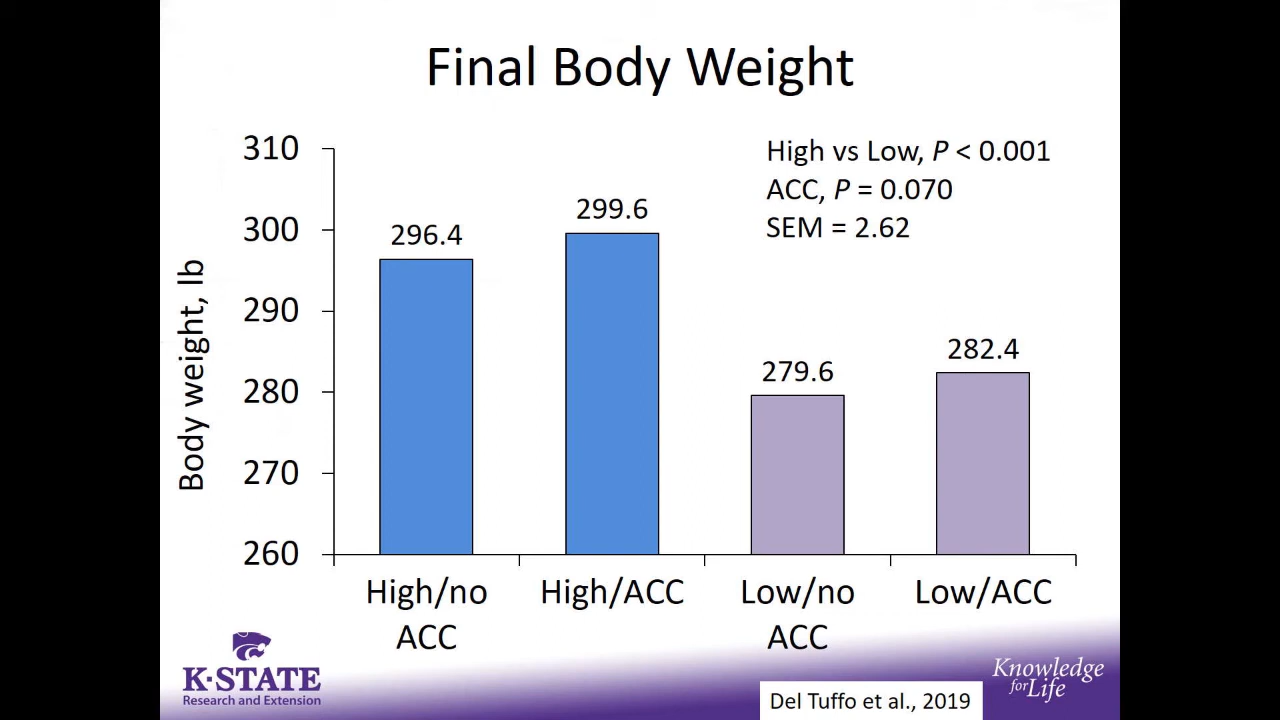 Final Body Weight
High vs Low, P < 0.001
ACC, P = 0.070
SEM = 2.62
Body weight, lb
310
300
290
280
270
260
296.4
299.6
279.6
282.4
High/no
ACC
High/ACC
Low/no
ACC
Low/ACC
K-STATE
Research and Extension
Knowledge
for Life
Del Tuffo et al., 2019